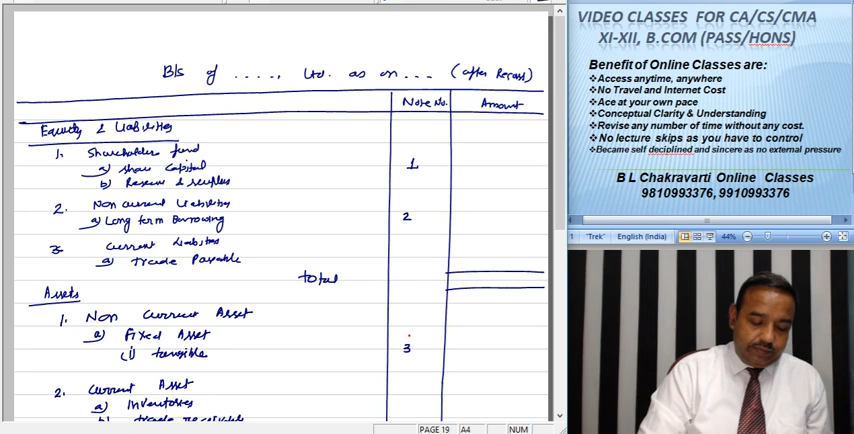 B/s of ....., Ltd. as on ... (after Recast)
Note No. Amount
Equity & Liabilities
1. Shareholder fund
a) Share Capital 1
b) Reserve & surplus
2. Non current Liabilities
a) Long term Borrowing 2
3. Current Liabilities
a) Trade Payable
total
Assets
1. Non Current Asset
a) Fixed Asset
(i) tangible 3
2. Current Asset
a) Inventories
b) trade receivable
PAGE 19 A4 NUM
VIDEO CLASSES FOR CA/CS/CMA
XI-XII, B.COM (PASS/HONS)
Benefit of Online Classes are:
❖Access anytime, anywhere
❖No Travel and Internet Cost
❖Ace at your own pace
❖Conceptual Clarity & Understanding
❖Revise any number of time without any cost.
❖No lecture skips as you have to control
❖Became self deciplined and sincere as no external pressure
B L Chakravarti Online Classes
9810993376, 9910993376
1 "Trek" English (India) 44%